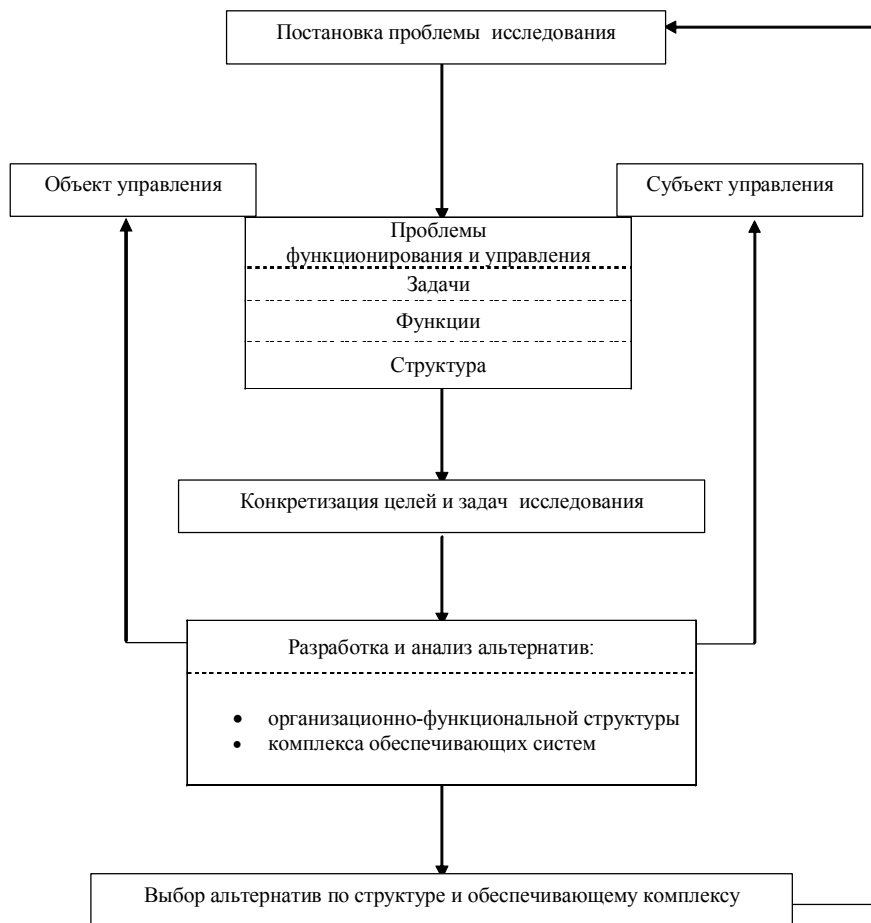 Постановка проблемы исследования
Объект управления
Субъект управления
Проблемы
функционирования и управления
Задачи
Функции
Структура
Конкретизация целей и задач исследования
Разработка и анализ альтернатив:
• организационно-функциональной структуры
• комплекса обеспечивающих систем
Выбор альтернатив по структуре и обеспечивающему комплексу